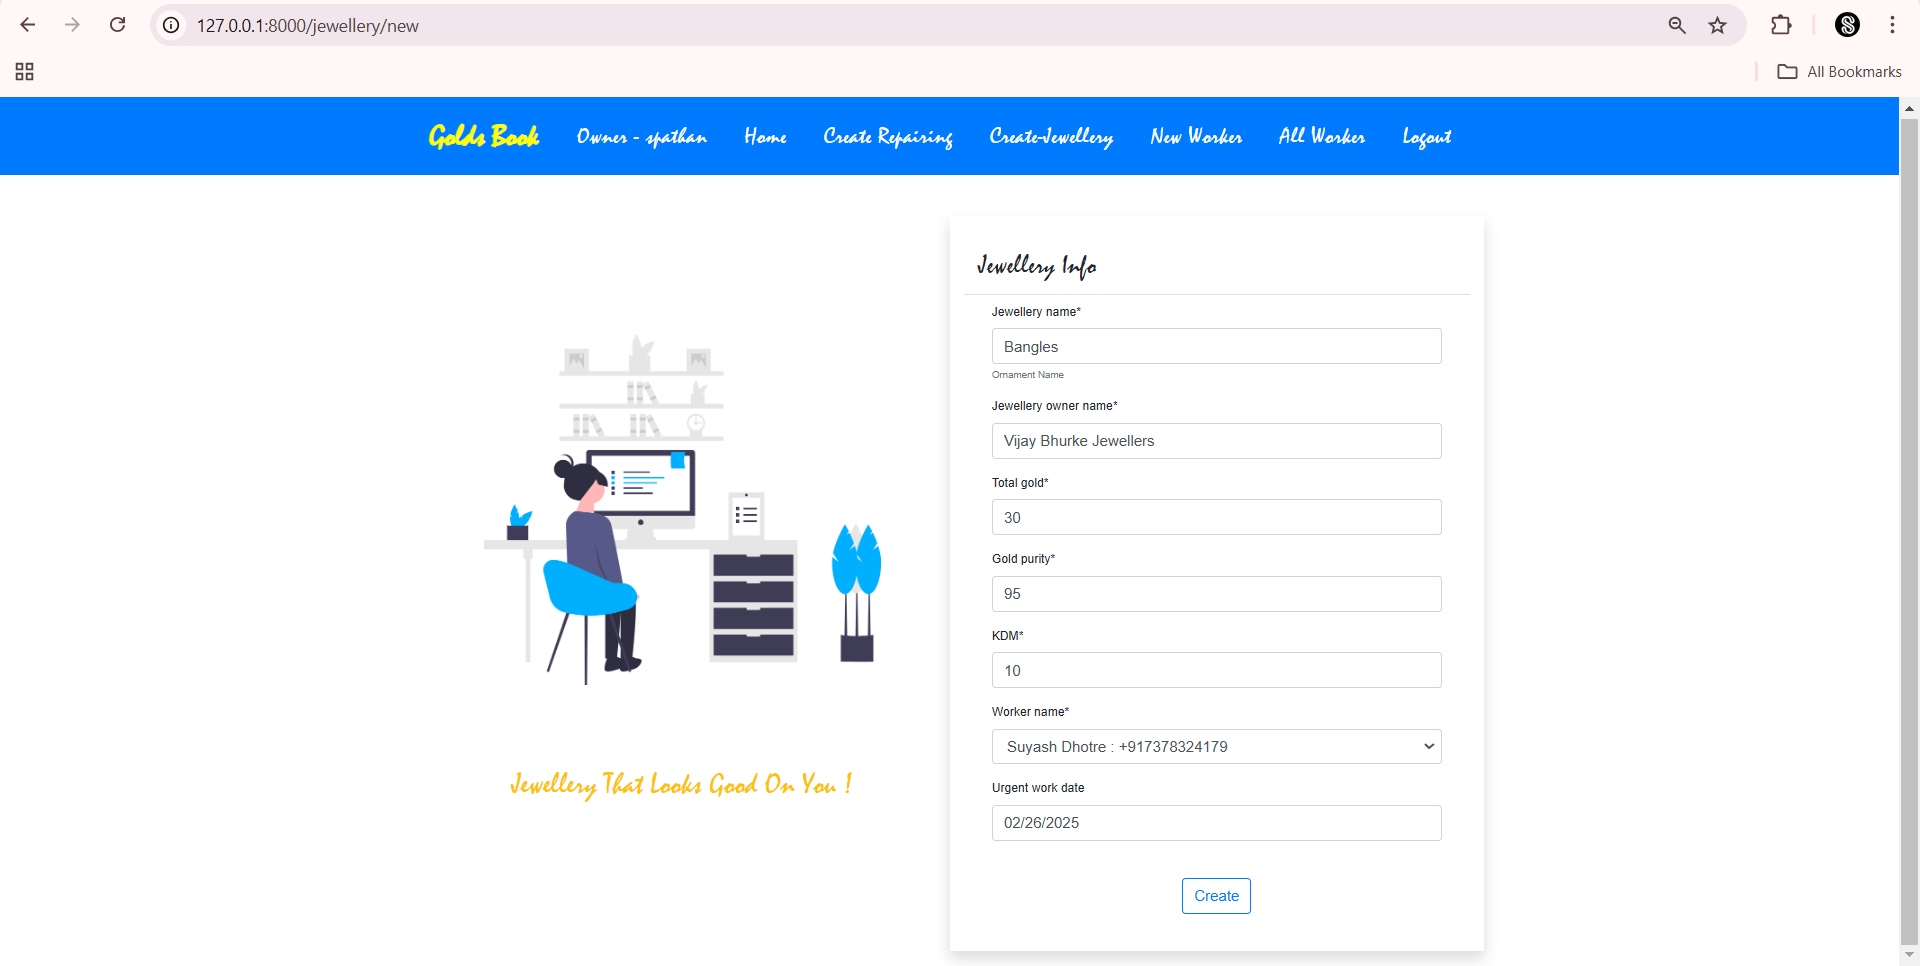 127.0.0.1:8000/jewellery/new
All Bookmarks
Golds Book Owner - spathan Home Create Repairing Create-Jewellery New Worker All Worker Logout
Jewellery Info
Jewellery name*
Bangles
Ornament Name
Jewellery owner name*
Vijay Bhurke Jewellers
Total gold*
30
Gold purity*
95
KDM*
10
Worker name*
Suyash Dhotre : +917378324179
Urgent work date
02/26/2025
Create
Jewellery That Looks Good On You !